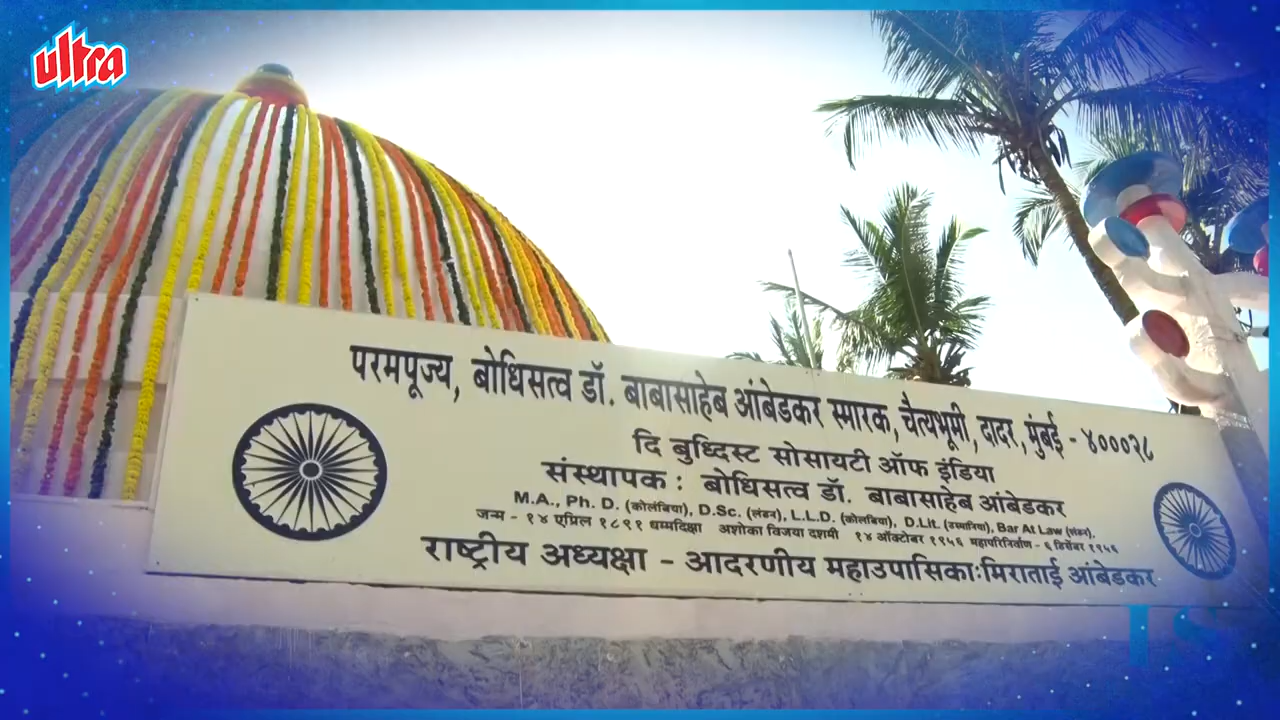 ultra
परमपूज्य, बोधिसत्व डॉ. बाबासाहेब आंबेडकर स्मारक, चैत्यभूमी, दादर, मुंबई - ४०००२८
दि बुध्दिस्ट सोसायटी ऑफ इंडिया
संस्थापक : बोधिसत्व डॉ. बाबासाहेब आंबेडकर
M.A., Ph. D. (कोलंबिया), D.Sc. (लंडन), L.L.D. (कोलंबिया), D.Lit. (उस्मानिया), Bar At Law (लंडन).
जन्म - १४ एप्रिल १८९१ धम्मदिक्षा अशोका विजया दशमी १४ ऑक्टोबर १९५६ महापरिनिर्वाण - ६ डिसेंबर १९५६
राष्ट्रीय अध्यक्षा - आदरणीय महाउपासिका:मिराताई आंबेडकर